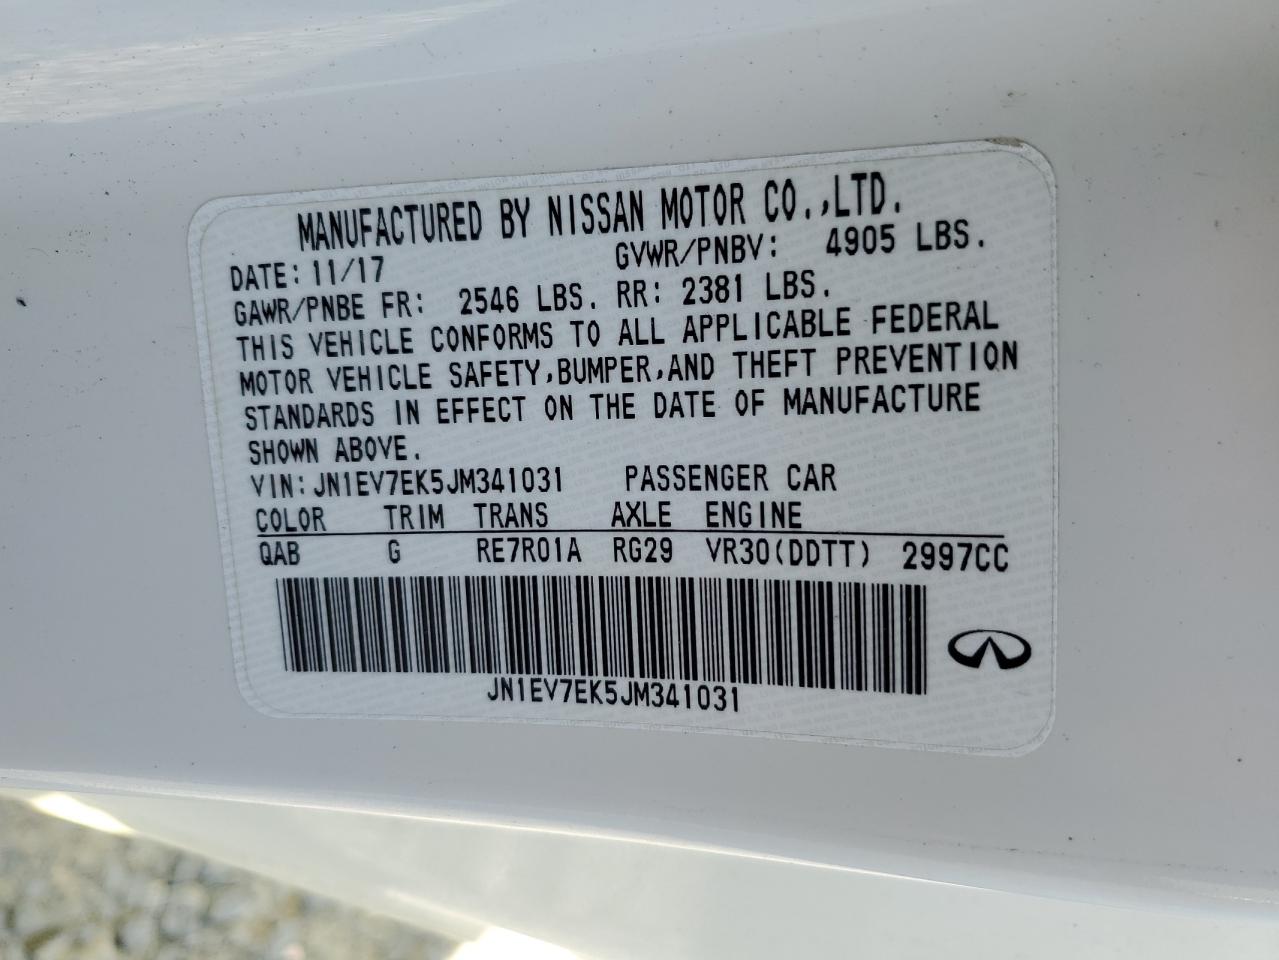 MANUFACTURED BY NISSAN MOTOR CO.,LTD.
DATE: 11/17 GVWR/PNBV: 4905 LBS.
GAWR/PNBE FR: 2546 LBS. RR: 2381 LBS.
THIS VEHICLE CONFORMS TO ALL APPLICABLE FEDERAL
MOTOR VEHICLE SAFETY,BUMPER,AND THEFT PREVENTION
STANDARDS IN EFFECT ON THE DATE OF MANUFACTURE
SHOWN ABOVE.
VIN: JN1EV7EK5JM341031 PASSENGER CAR
COLOR TRIM TRANS AXLE ENGINE
QAB G RE7R01A RG29 VR30(DDTT) 2997CC
JN1EV7EK5JM341031